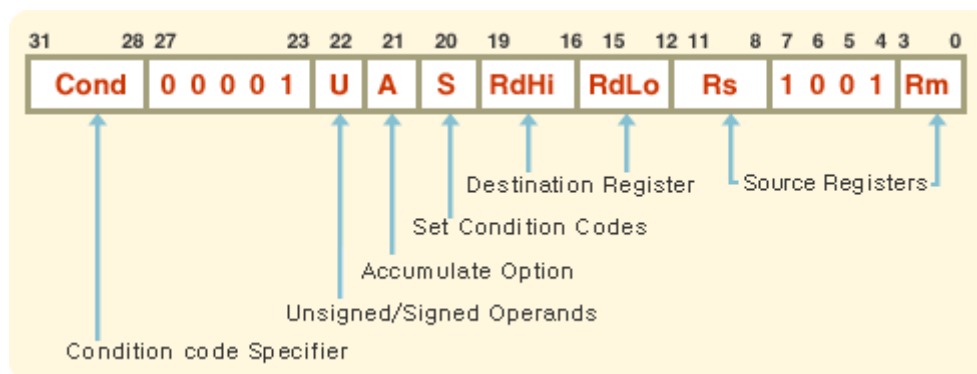 31 28 27 23 22 21 20 19 16 15 12 11 8 7 6 5 4 3 0
Cond 0 0 0 0 1 U A S RdHi RdLo Rs 1 0 0 1 Rm
Destination Register Source Registers
Set Condition Codes
Accumulate Option
Unsigned/Signed Operands
Condition code Specifier